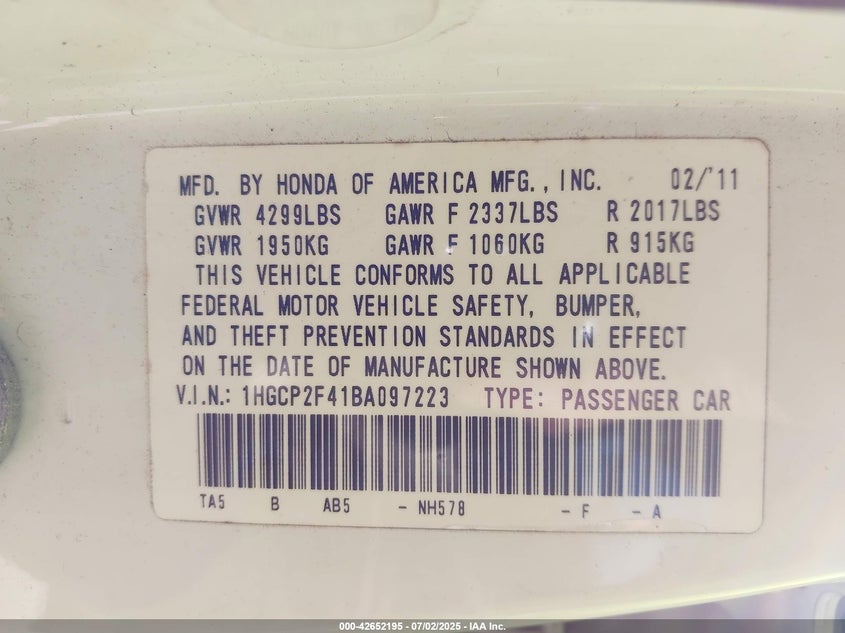 MFD. BY HONDA OF AMERICA MFG., INC. 02/'11
GVWR 4299LBS GAWR F 2337LBS R 2017LBS
GVWR 1950KG GAWR F 1060KG R 915KG
THIS VEHICLE CONFORMS TO ALL APPLICABLE
FEDERAL MOTOR VEHICLE SAFETY, BUMPER,
AND THEFT PREVENTION STANDARDS IN EFFECT
ON THE DATE OF MANUFACTURE SHOWN ABOVE.
V.I.N.: 1HGCP2F41BA097223 TYPE: PASSENGER CAR
TA5 B AB5 - NH578 - F - A
000-42652195 - 07/02/2025 - IAA Inc.